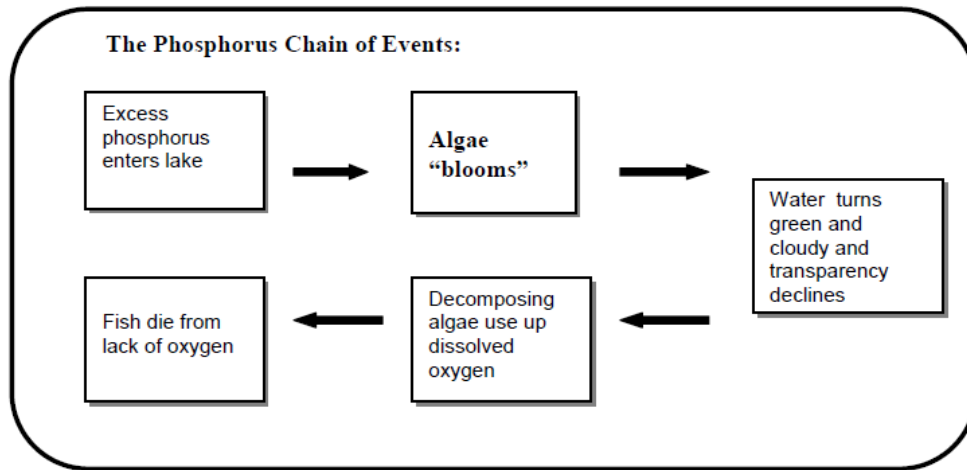 The Phosphorus Chain of Events:
Excess
phosphorus
enters lake
Algae
“blooms”
Water turns
green and
cloudy and
transparency
declines
Decomposing
algae use up
dissolved
oxygen
Fish die from
lack of oxygen